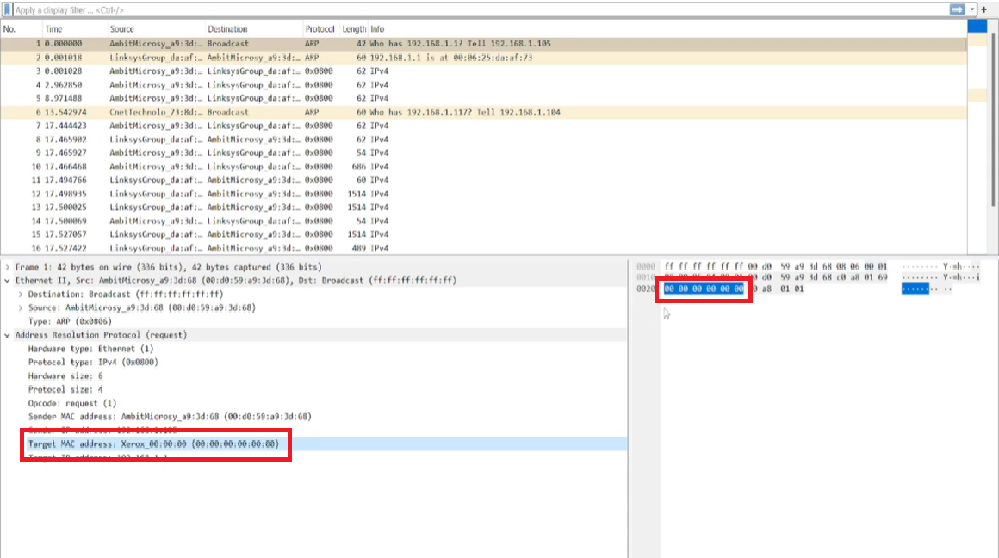 Apply a display filter ... <Ctrl-/>
No. Time Source Destination Protocol Length Info
1 0.000000 AmbitMicrosy_a9:3d:… Broadcast ARP 42 Who has 192.168.1.1? Tell 192.168.1.105
2 0.001018 LinksysGroup_da:af:… AmbitMicrosy_a9:3d:… ARP 60 192.168.1.1 is at 00:06:25:da:af:73
3 0.001028 AmbitMicrosy_a9:3d:… LinksysGroup_da:af:… 0x0800 62 IPv4
4 2.962850 AmbitMicrosy_a9:3d:… LinksysGroup_da:af:… 0x0800 62 IPv4
5 8.971488 AmbitMicrosy_a9:3d:… LinksysGroup_da:af:… 0x0800 62 IPv4
6 13.542974 CnetTechnolo_73:8d:… Broadcast ARP 60 Who has 192.168.1.117? Tell 192.168.1.104
7 17.444423 AmbitMicrosy_a9:3d:… LinksysGroup_da:af:… 0x0800 62 IPv4
8 17.465902 LinksysGroup_da:af:… AmbitMicrosy_a9:3d:… 0x0800 62 IPv4
9 17.465927 AmbitMicrosy_a9:3d:… LinksysGroup_da:af:… 0x0800 54 IPv4
10 17.466468 AmbitMicrosy_a9:3d:… LinksysGroup_da:af:… 0x0800 686 IPv4
11 17.494766 LinksysGroup_da:af:… AmbitMicrosy_a9:3d:… 0x0800 60 IPv4
12 17.498935 LinksysGroup_da:af:… AmbitMicrosy_a9:3d:… 0x0800 1514 IPv4
13 17.500025 LinksysGroup_da:af:… AmbitMicrosy_a9:3d:… 0x0800 1514 IPv4
14 17.500069 AmbitMicrosy_a9:3d:… LinksysGroup_da:af:… 0x0800 54 IPv4
15 17.527057 LinksysGroup_da:af:… AmbitMicrosy_a9:3d:… 0x0800 1514 IPv4
16 17.527422 LinksysGroup_da:af:… AmbitMicrosy_a9:3d:… 0x0800 489 IPv4
Frame 1: 42 bytes on wire (336 bits), 42 bytes captured (336 bits)
Ethernet II, Src: AmbitMicrosy_a9:3d:68 (00:d0:59:a9:3d:68), Dst: Broadcast (ff:ff:ff:ff:ff:ff)
Destination: Broadcast (ff:ff:ff:ff:ff:ff)
Source: AmbitMicrosy_a9:3d:68 (00:d0:59:a9:3d:68)
Type: ARP (0x0806)
Address Resolution Protocol (request)
Hardware type: Ethernet (1)
Protocol type: IPv4 (0x0800)
Hardware size: 6
Protocol size: 4
Opcode: request (1)
Sender MAC address: AmbitMicrosy_a9:3d:68 (00:d0:59:a9:3d:68)
Target MAC address: Xerox_00:00:00 (00:00:00:00:00:00)
0000 ff ff ff ff ff ff 00 d0 59 a9 3d 68 08 06 00 01 ········ Y·=h····
0010 d0 59 a9 3d 68 c0 a8 01 69 ········ Y·=h···i
0020 00 00 00 00 00 00 a8 01 01 ········ ··